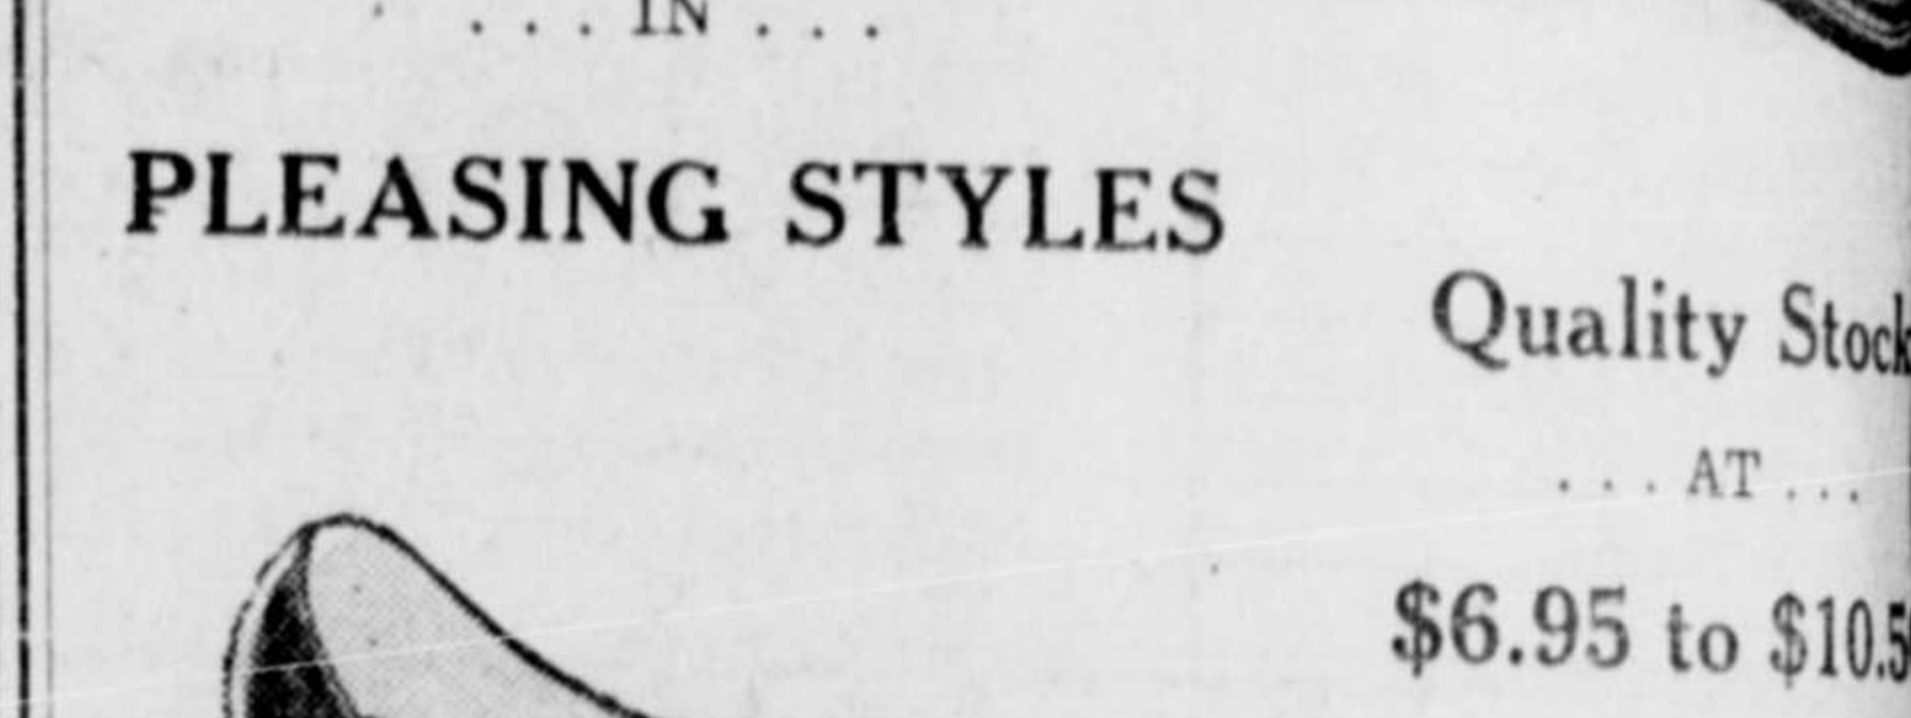 . . . IN . . .
PLEASING STYLES
Quality Stock
. . . AT . . .
$6.95 to $10.5